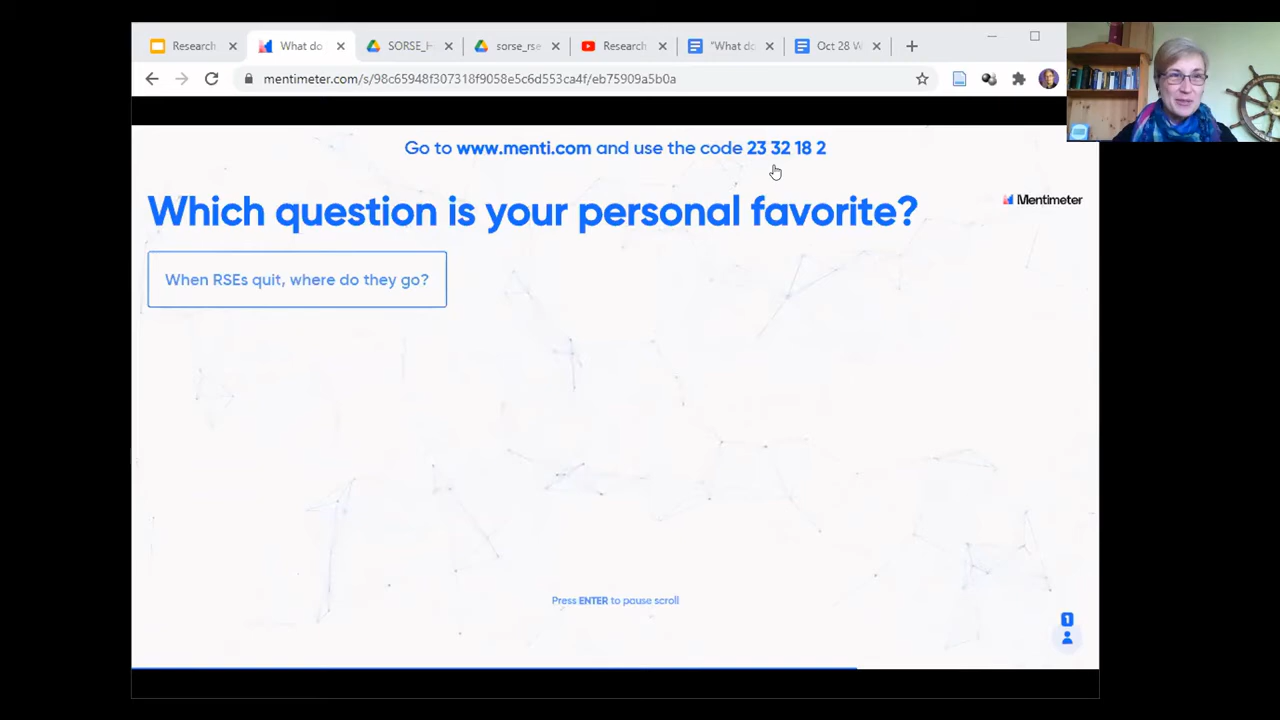 Research
What do
SORSE_H
sorse_rse
Research
"What do
Oct 28 W
mentimeter.com/s/98c65948f307318f9058e5c6d553ca4f/eb75909a5b0a
Go to www.menti.com and use the code 23 32 18 2
Which question is your personal favorite?
Mentimeter
When RSEs quit, where do they go?
Press ENTER to pause scroll
1